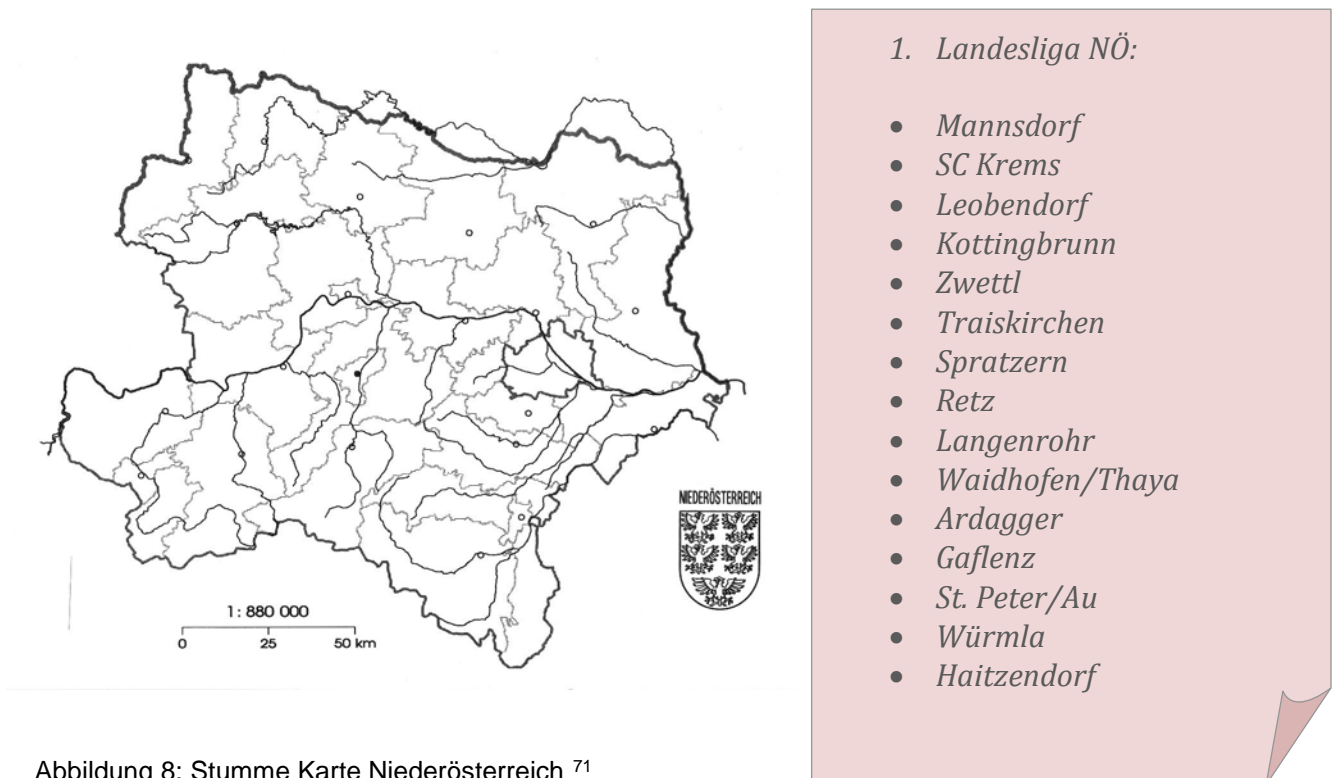 NIEDERÖSTERREICH
1: 880 000
0 25 50 km
Abbildung 8: Stumme Karte Niederösterreich 71
1. Landesliga NÖ:
• Mannsdorf
• SC Krems
• Leobendorf
• Kottingbrunn
• Zwettl
• Traiskirchen
• Spratzern
• Retz
• Langenrohr
• Waidhofen/Thaya
• Ardagger
• Gaflenz
• St. Peter/Au
• Würmla
• Haitzendorf